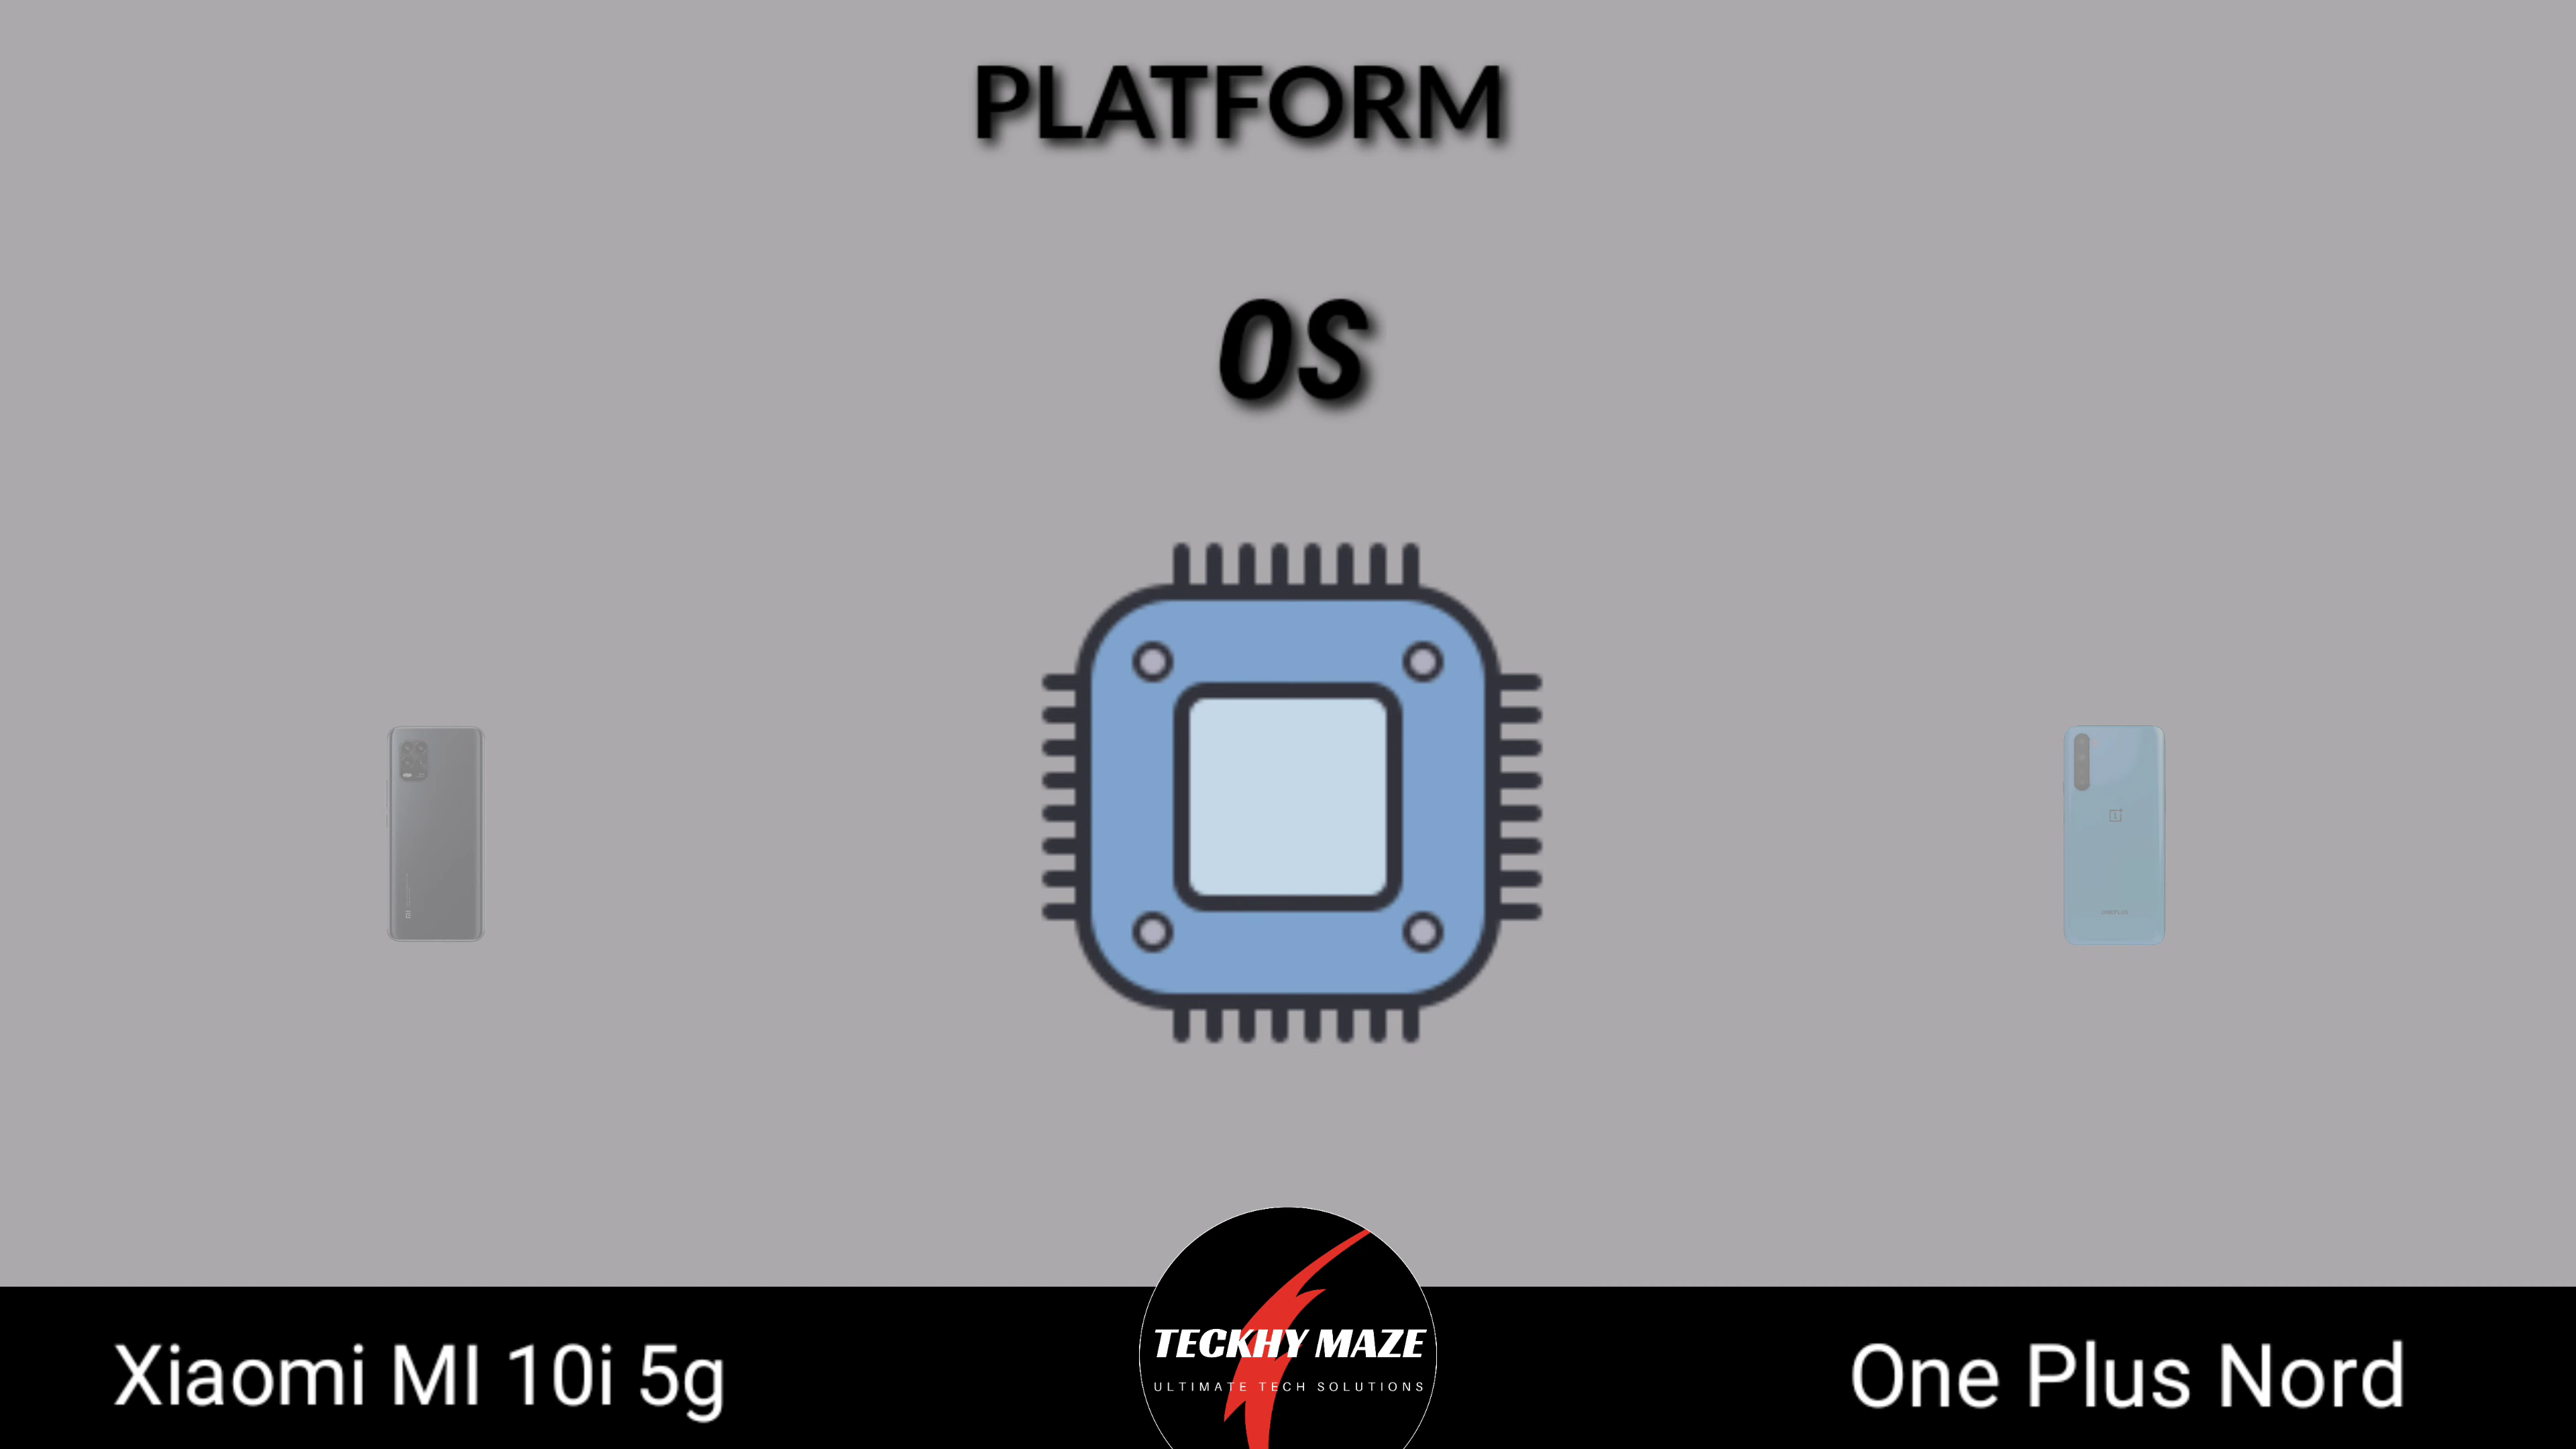 PLATFORM
OS
TECKHY MAZE
ULTIMATE TECH SOLUTIONS
Xiaomi MI 10i 5g
One Plus Nord